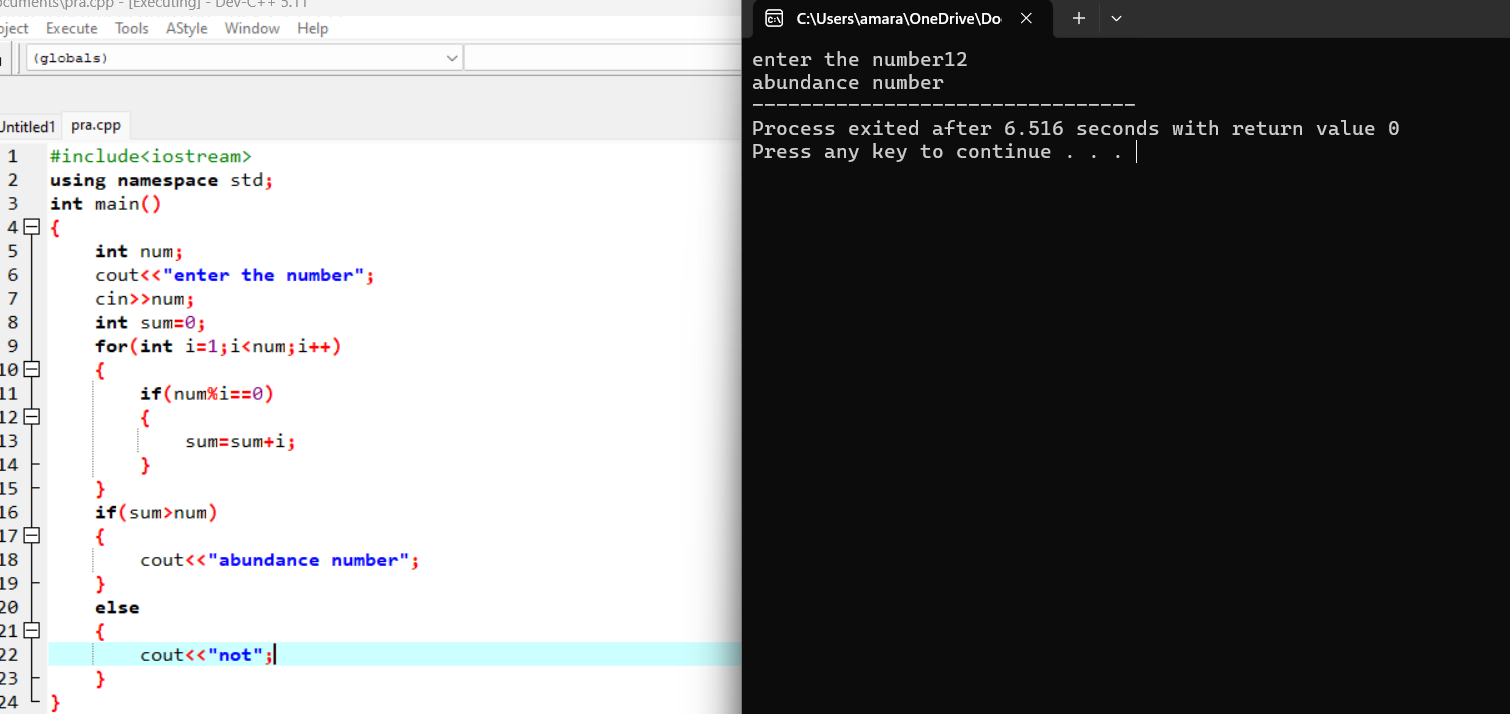 pra.cpp - [Executing] - Dev-C++ 5.11
Execute Tools AStyle Window Help
(globals)
pra.cpp
1 #include<iostream>
2 using namespace std;
3 int main()
4 {
5 int num;
6 cout<<"enter the number";
7 cin>>num;
8 int sum=0;
9 for(int i=1;i<num;i++)
10 {
11 if(num%i==0)
12 {
13 sum=sum+i;
14 }
15 }
16 if(sum>num)
17 {
18 cout<<"abundance number";
19 }
20 else
21 {
22 cout<<"not";
23 }
24 }
C:\Users\amara\OneDrive\Do
enter the number12
abundance number
--------------------------------
Process exited after 6.516 seconds with return value 0
Press any key to continue . . .